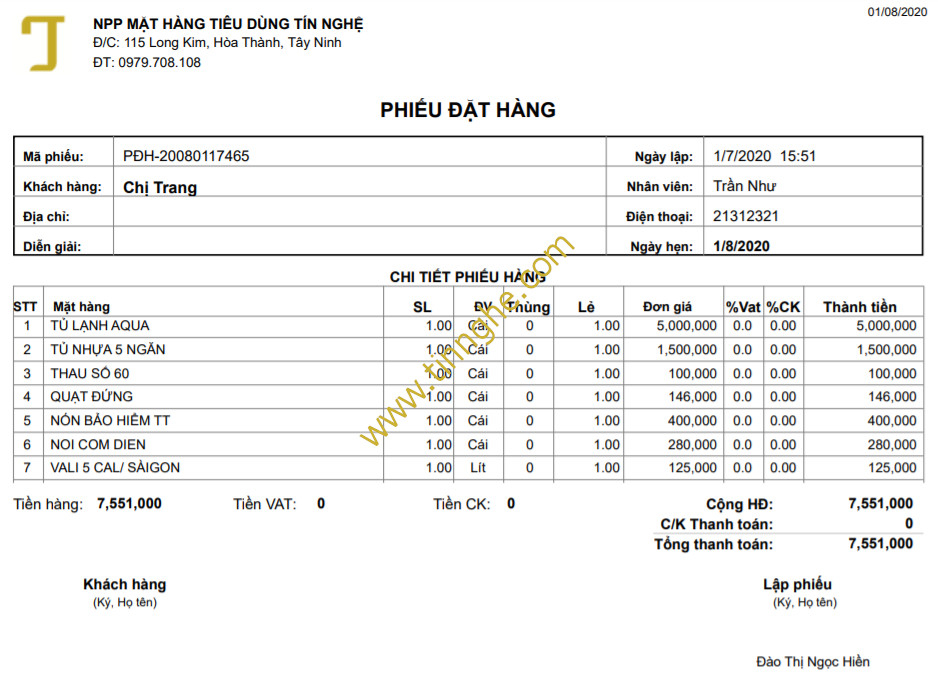 01/08/2020
NPP MẶT HÀNG TIÊU DÙNG TÍN NGHỆ
Đ/C: 115 Long Kim, Hòa Thành, Tây Ninh
ĐT: 0979.708.108
PHIẾU ĐẶT HÀNG
Mã phiếu: PĐH-20080117465 Ngày lập: 1/7/2020 15:51
Khách hàng: Chị Trang Nhân viên: Trần Như
Địa chỉ: Điện thoại: 21312321
Diễn giải: Ngày hẹn: 1/8/2020
CHI TIẾT PHIẾU HÀNG
STT Mặt hàng SL ĐV Thùng Lẻ Đơn giá %Vat %CK Thành tiền
1 TỦ LẠNH AQUA 1.00 Cái 0 1.00 5,000,000 0.0 0.00 5,000,000
2 TỦ NHỰA 5 NGĂN 1.00 Cái 0 1.00 1,500,000 0.0 0.00 1,500,000
3 THAU SỐ 60 1.00 Cái 0 1.00 100,000 0.0 0.00 100,000
4 QUẠT ĐỨNG 1.00 Cái 0 1.00 146,000 0.0 0.00 146,000
5 NÓN BẢO HIỂM TT 1.00 Cái 0 1.00 400,000 0.0 0.00 400,000
6 NOI COM DIEN 1.00 Cái 0 1.00 280,000 0.0 0.00 280,000
7 VALI 5 CAL/ SÀIGON 1.00 Lít 0 1.00 125,000 0.0 0.00 125,000
www.tininghe.com
Tiền hàng: 7,551,000 Tiền VAT: 0 Tiền CK: 0 Cộng HĐ: 7,551,000
C/K Thanh toán: 0
Tổng thanh toán: 7,551,000
Khách hàng Lập phiếu
(Ký, Họ tên) (Ký, Họ tên)
Đào Thị Ngọc Hiền